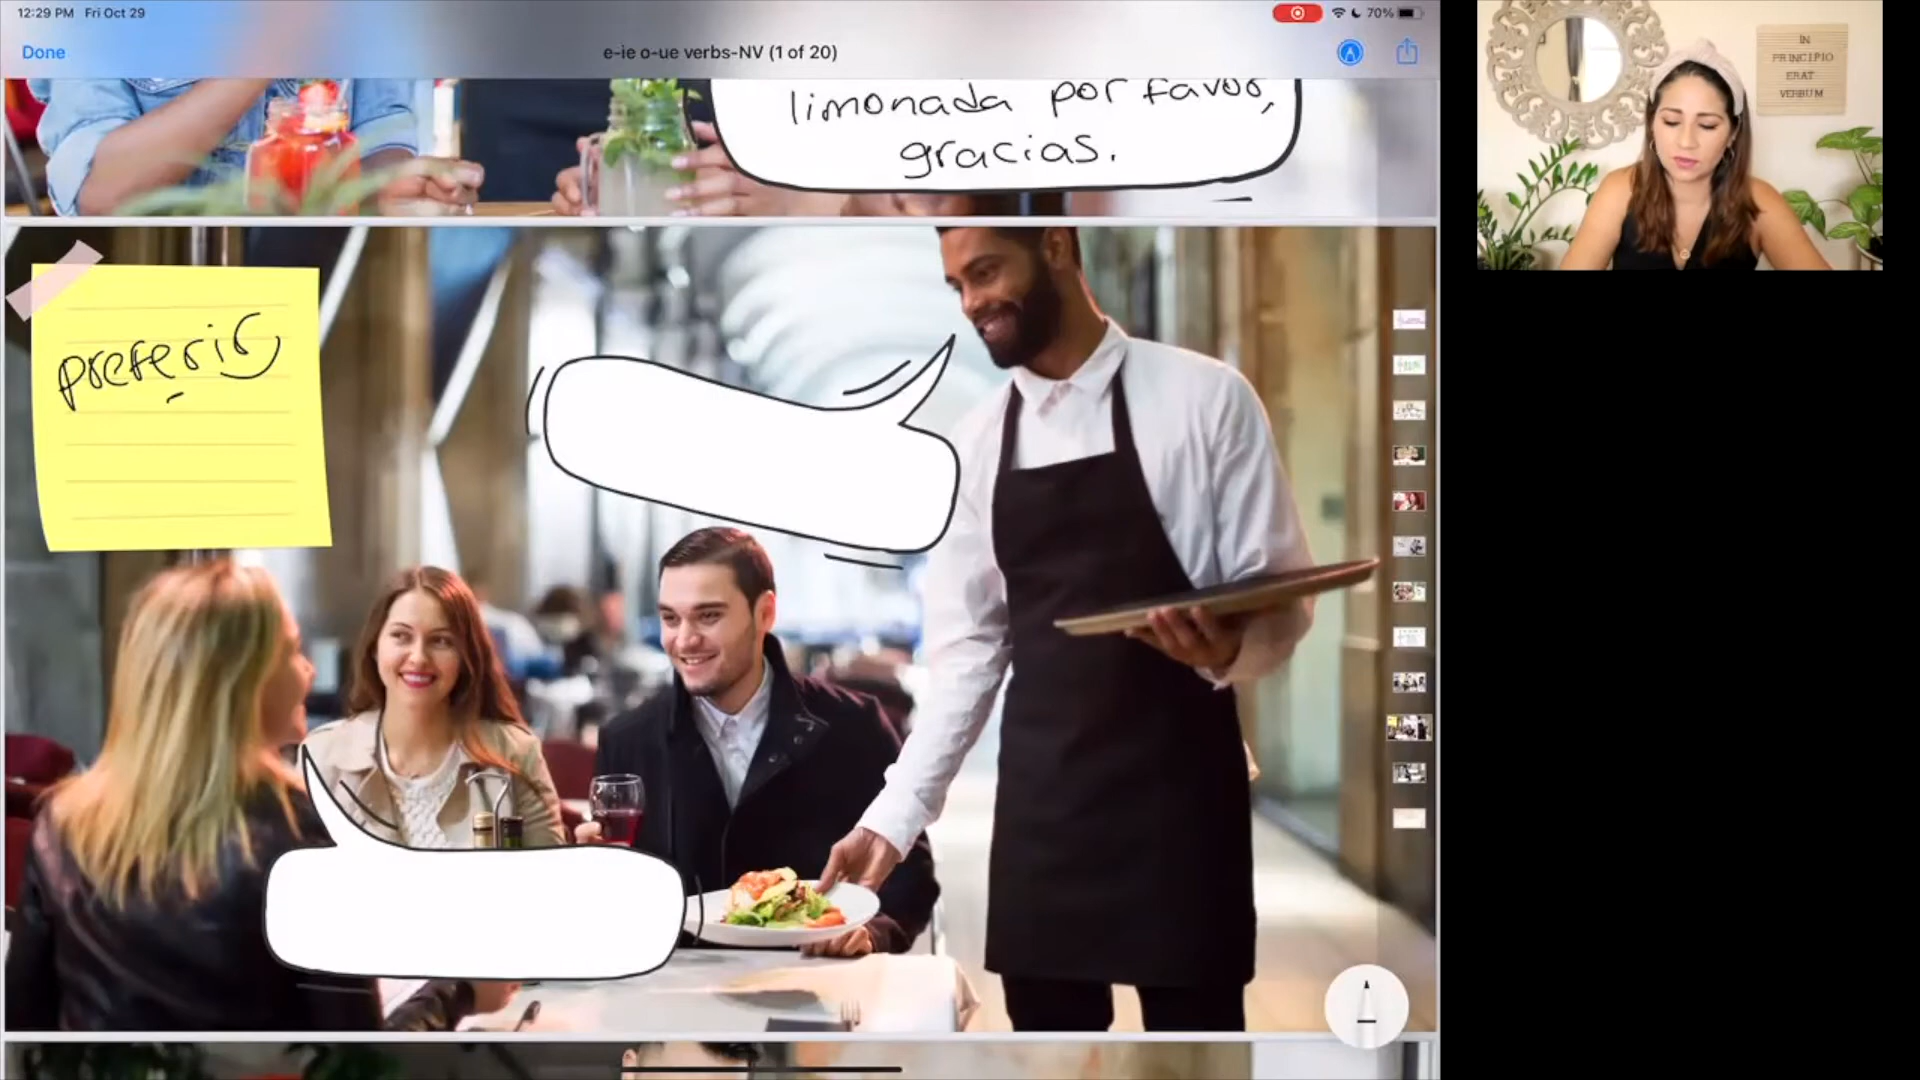 12:29 PM Fri Oct 29
70%
Done
e-ie o-ue verbs-NV (1 of 20)
limonada por favor,
gracias.
preferir
IN
PRINCIPIO
ERAT
VERBUM